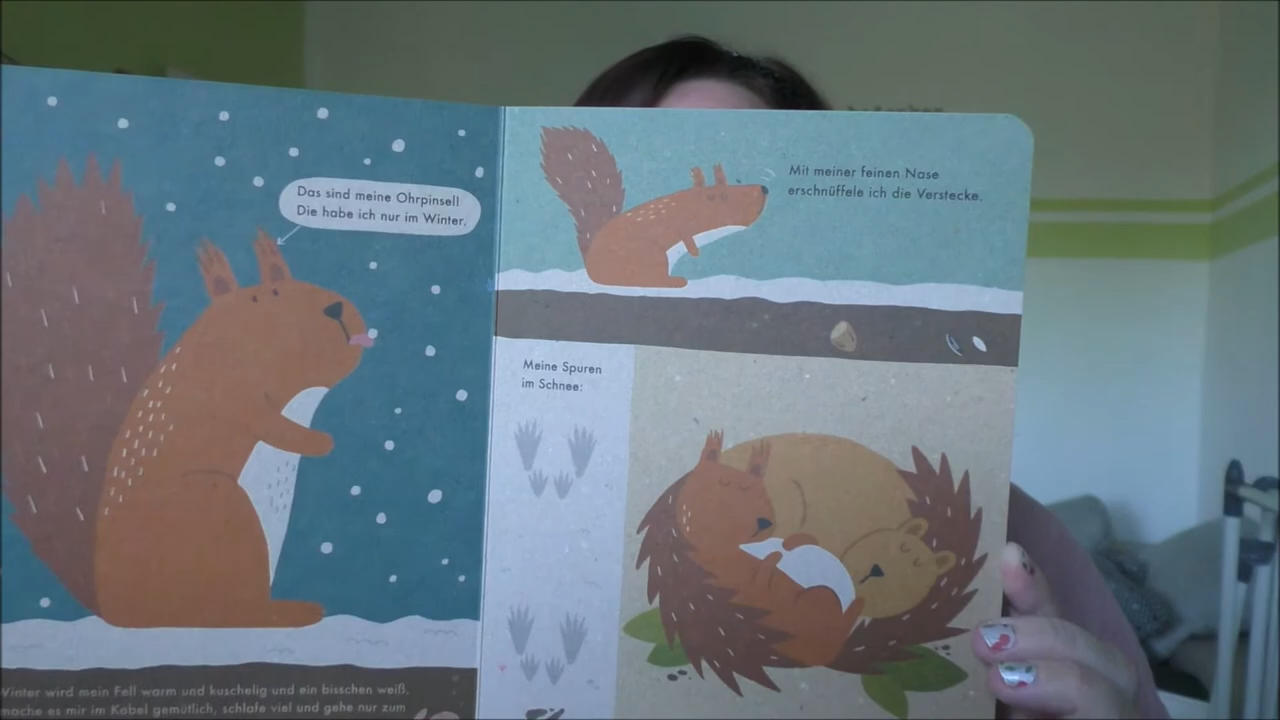 Das sind meine Ohrpinsel!
Die habe ich nur im Winter.
Winter wird mein Fell warm und kuschelig und ein bisschen weiß.
mache es mir im Kobel gemütlich, schlafe viel und gehe nur zum
Mit meiner feinen Nase
erschnüffele ich die Verstecke.
Meine Spuren
im Schnee: